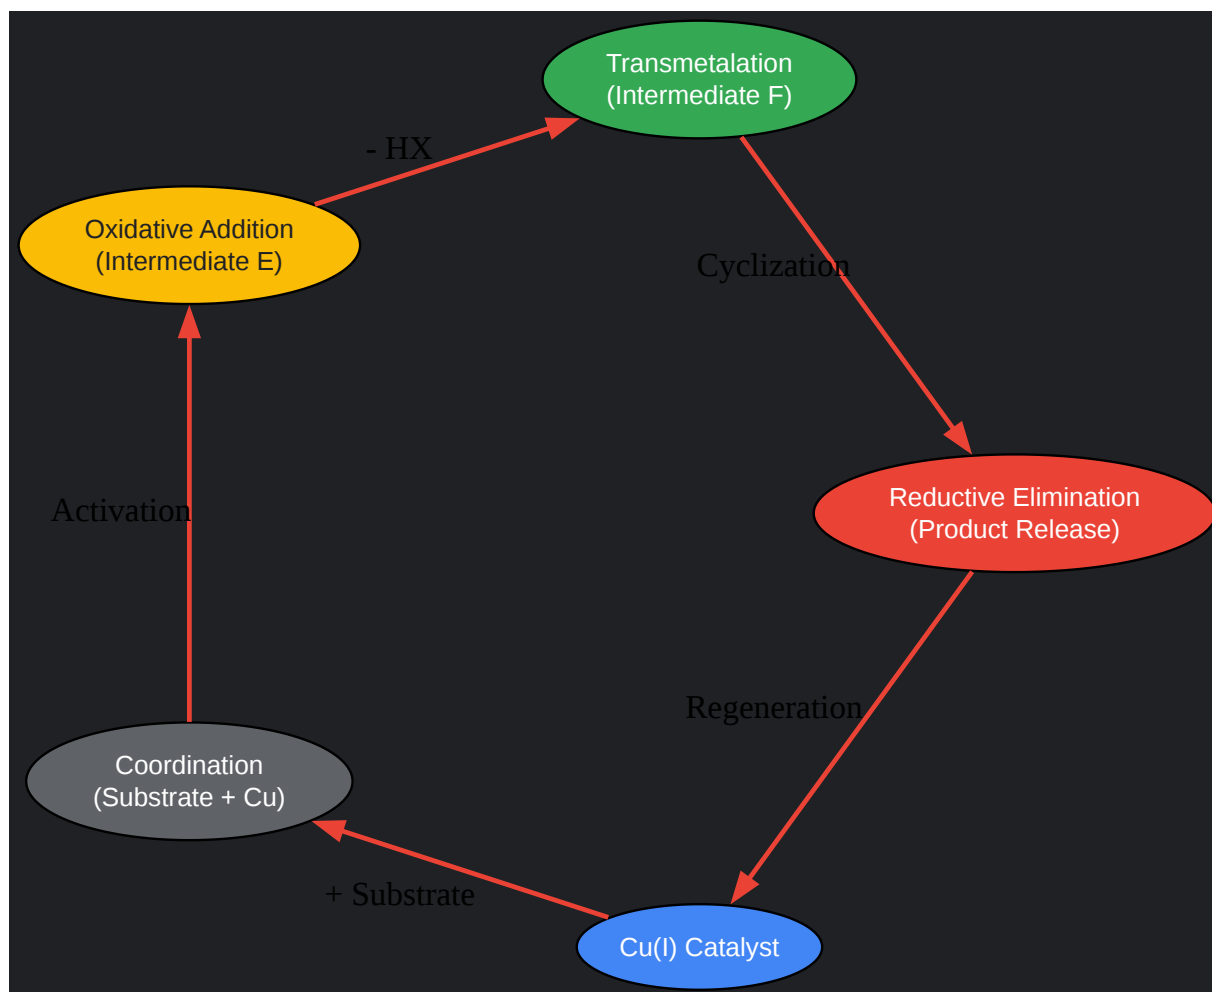 Transmetalation
(Intermediate F)
- HX
Oxidative Addition
(Intermediate E)
Cyclization
Activation
Reductive Elimination
(Product Release)
Regeneration
Coordination
(Substrate + Cu)
+ Substrate
Cu(I) Catalyst